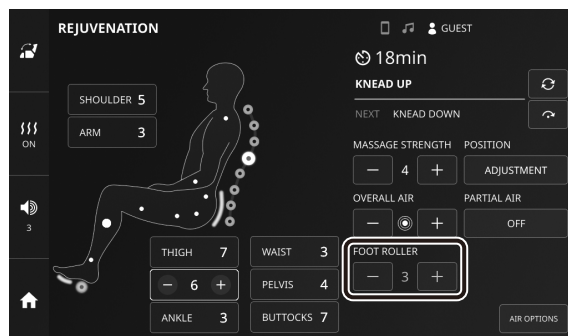 REJUVENATION
GUEST
18min
KNEAD UP
NEXT KNEAD DOWN
SHOULDER 5
ARM 3
ON
3
MASSAGE STRENGTH POSITION
− 4 + ADJUSTMENT
OVERALL AIR PARTIAL AIR
− + OFF
THIGH 7 WAIST 3
− 6 + PELVIS 4
ANKLE 3 BUTTOCKS 7
FOOT ROLLER
− 3 +
AIR OPTIONS